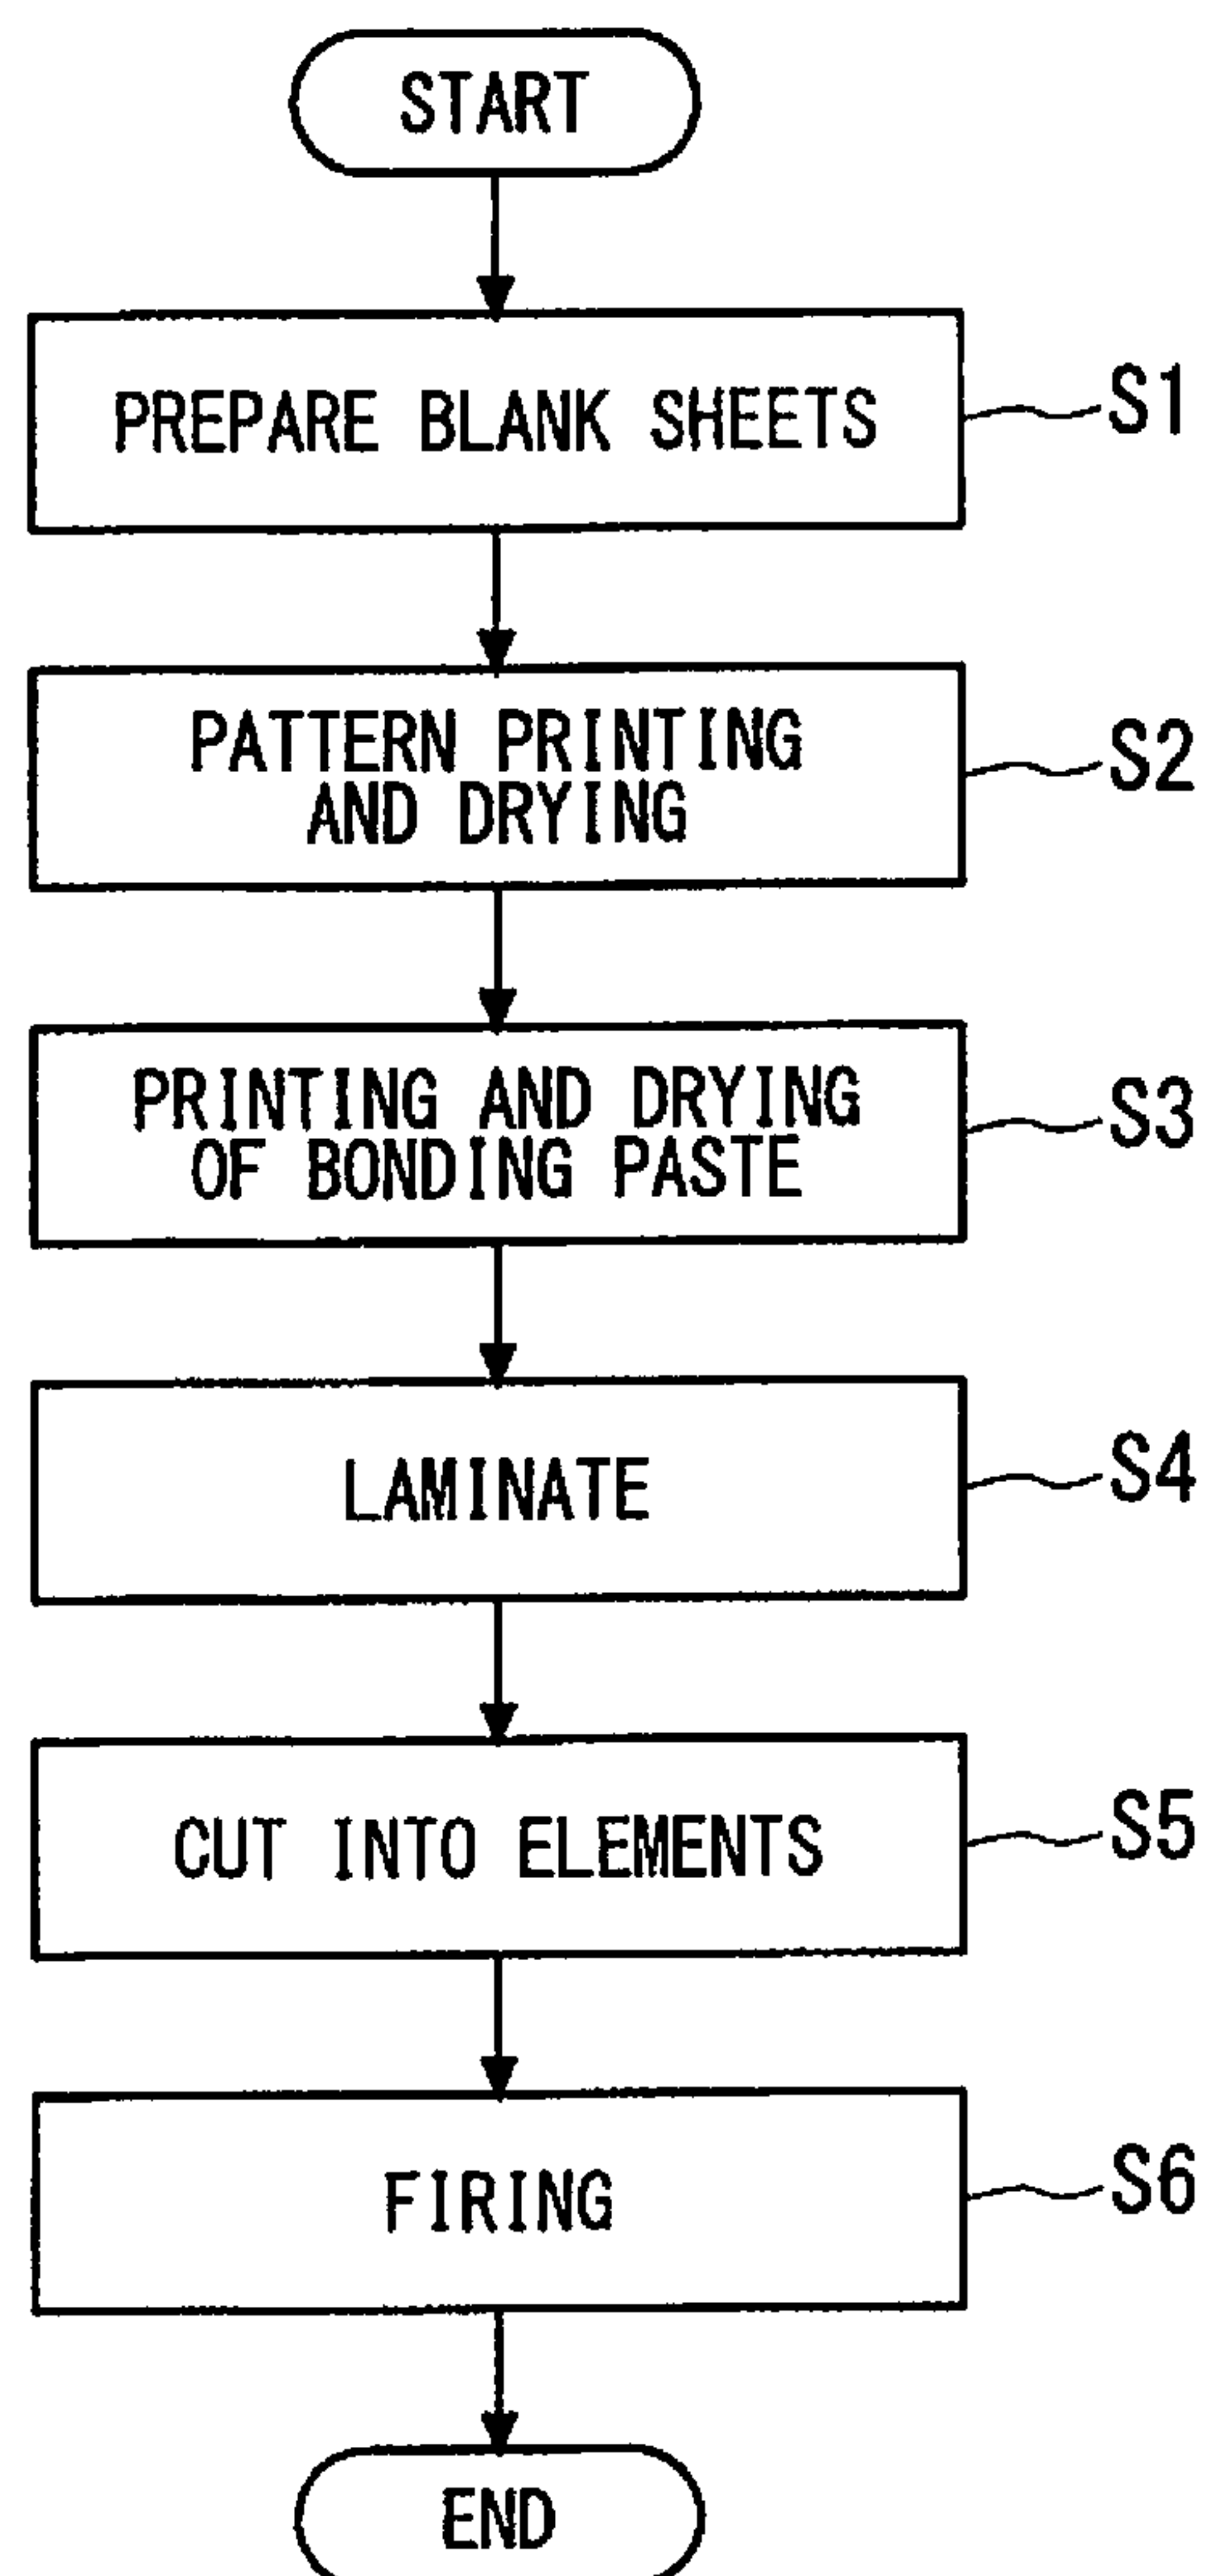 START
PREPARE BLANK SHEETS
S1
PATTERN PRINTING
AND DRYING
S2
PRINTING AND DRYING
OF BONDING PASTE
S3
LAMINATE
S4
CUT INTO ELEMENTS
S5
FIRING
S6
END